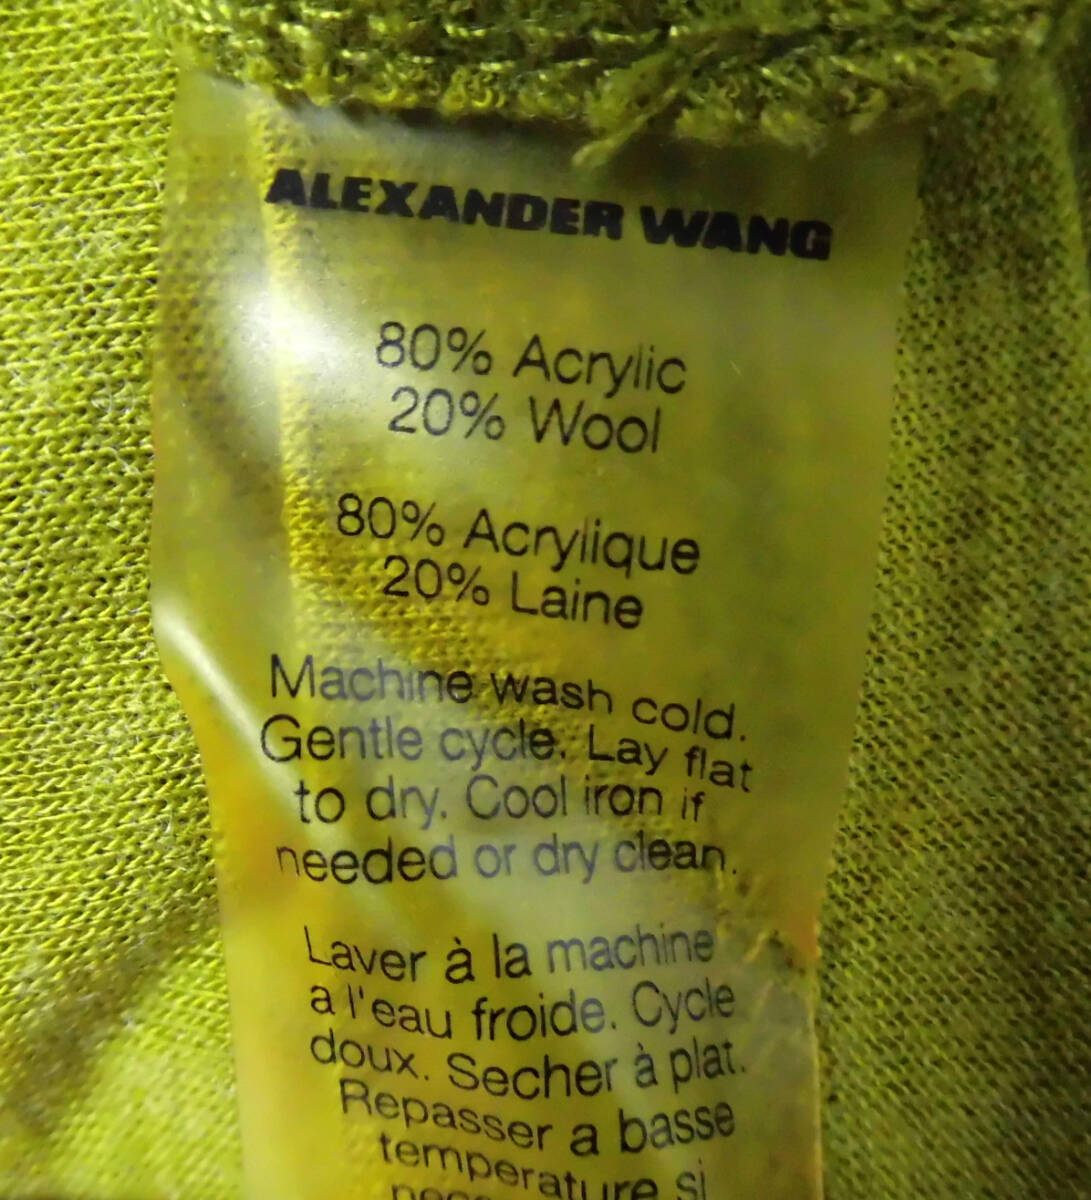 ALEXANDER WANG
80% Acrylic
20% Wool
80% Acrylique
20% Laine
Machine wash cold.
Gentle cycle. Lay flat
to dry. Cool iron if
needed or dry clean.
Laver à la machine
a l'eau froide. Cycle
doux. Secher à plat.
Repasser a basse
temperature si